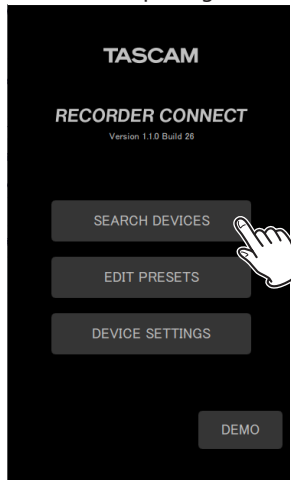 TASCAM
RECORDER CONNECT
Version 1.1.0 Build 26
SEARCH DEVICES
EDIT PRESETS
DEVICE SETTINGS
DEMO